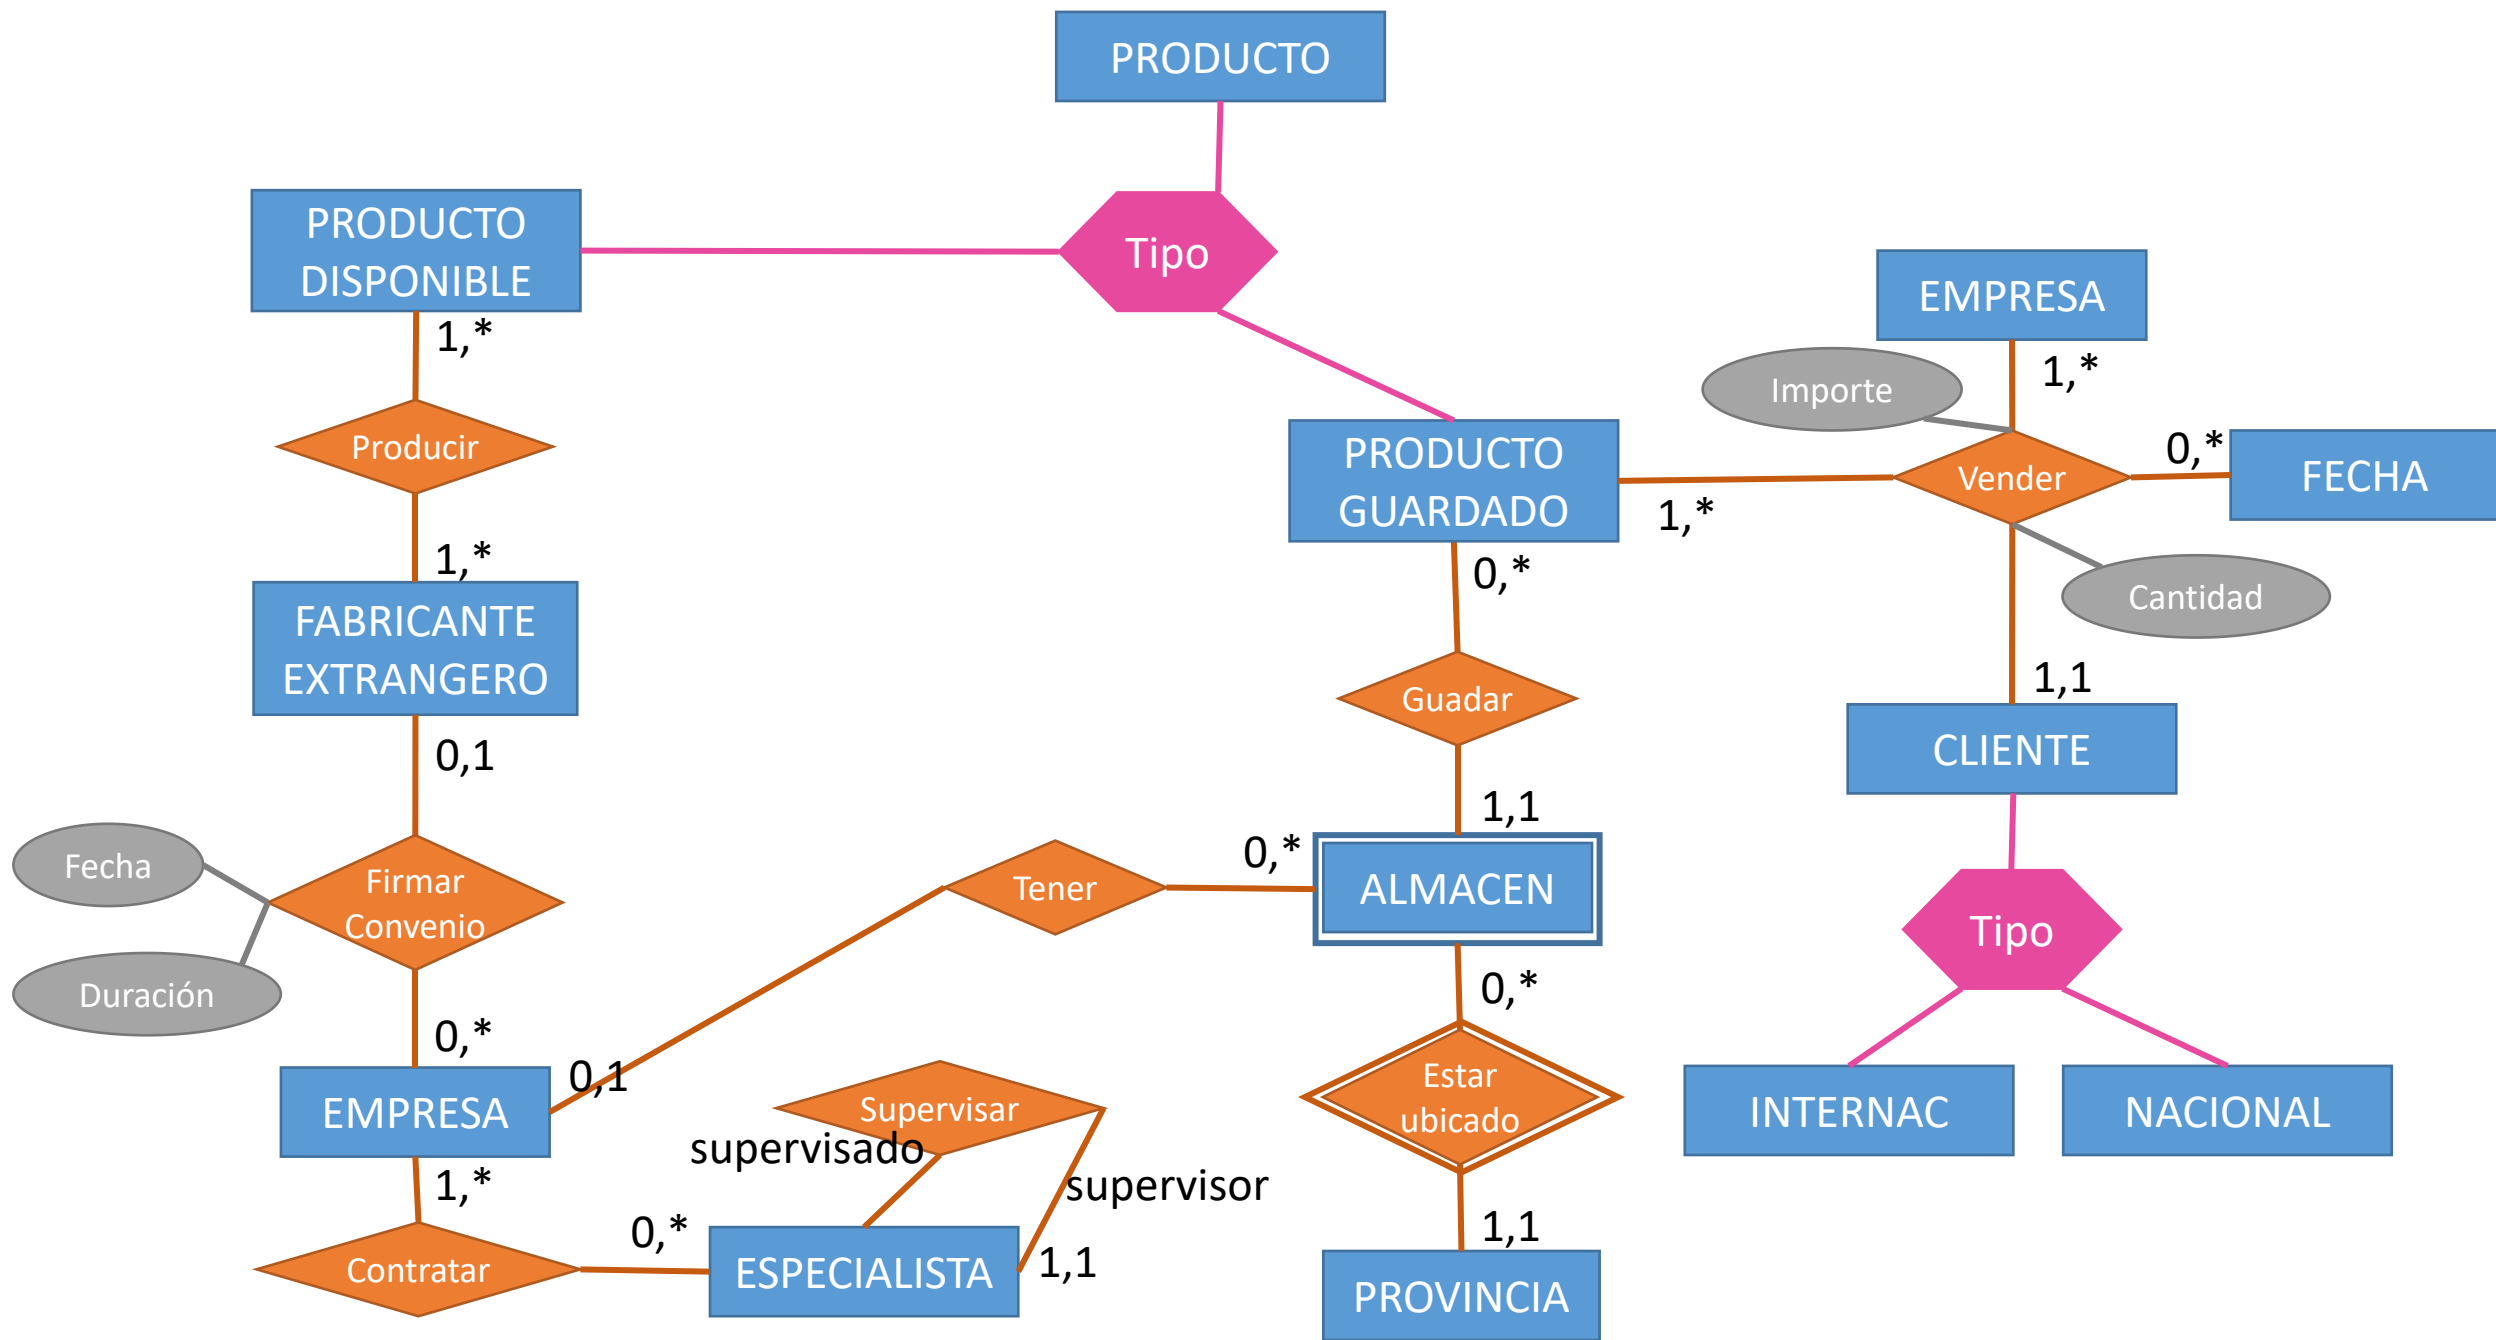 PRODUCTO
PRODUCTO
DISPONIBLE
Tipo
EMPRESA
1,*
1,*
Importe
Producir
PRODUCTO
GUARDADO
Vender
0,*
FECHA
1,*
1,*
0,*
Cantidad
FABRICANTE
EXTRANGERO
Guadar
1,1
0,1
CLIENTE
1,1
Fecha
Firmar
Convenio
Tener
0,*
ALMACEN
Tipo
Duración
0,*
0,*
EMPRESA
0,1
Supervisar
Estar
ubicado
INTERNAC
NACIONAL
supervisado
1,*
supervisor
0,*
1,1
Contratar
ESPECIALISTA
1,1
PROVINCIA